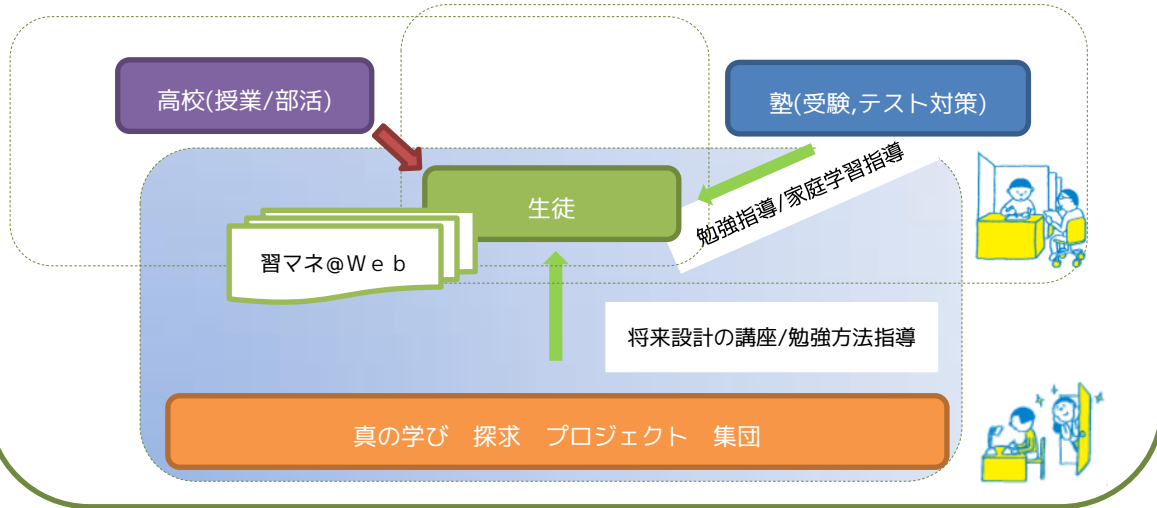 高校(授業/部活)
塾(受験,テスト対策)
生徒
勉強指導/家庭学習指導
習マネ@Ｗｅｂ
将来設計の講座/勉強方法指導
真の学び　探求　プロジェクト　集団